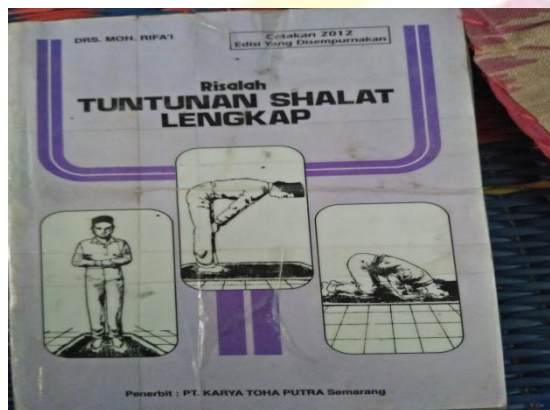 DRS. MOH. RIFA'I
Cetakan 2012
Edisi Yang Disempurnakan
Risalah
TUNTUNAN SHALAT
LENGKAP
Penerbit : PT. KARYA TOHA PUTRA Semarang